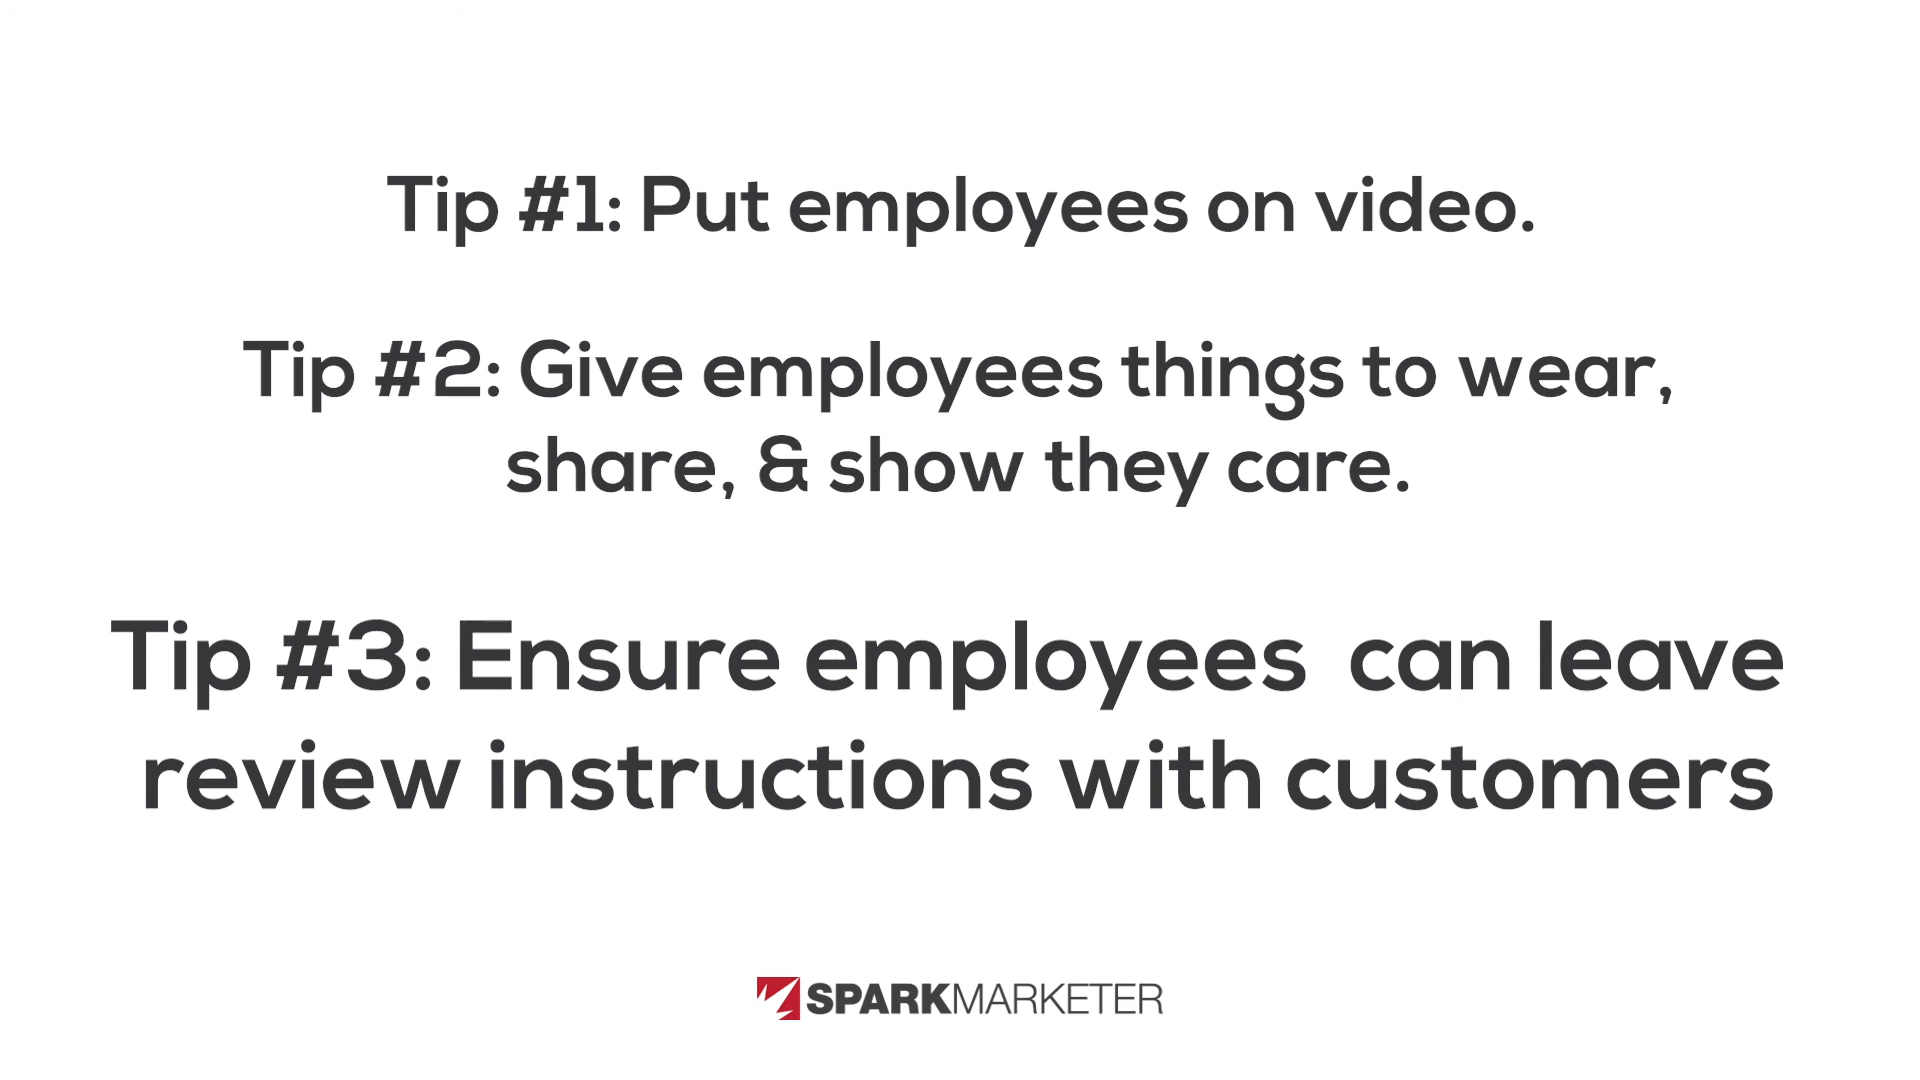 Tip #1: Put employees on video.
Tip #2: Give employees things to wear,
share, & show they care.
Tip #3: Ensure employees  can leave
review instructions with customers
SPARKMARKETER